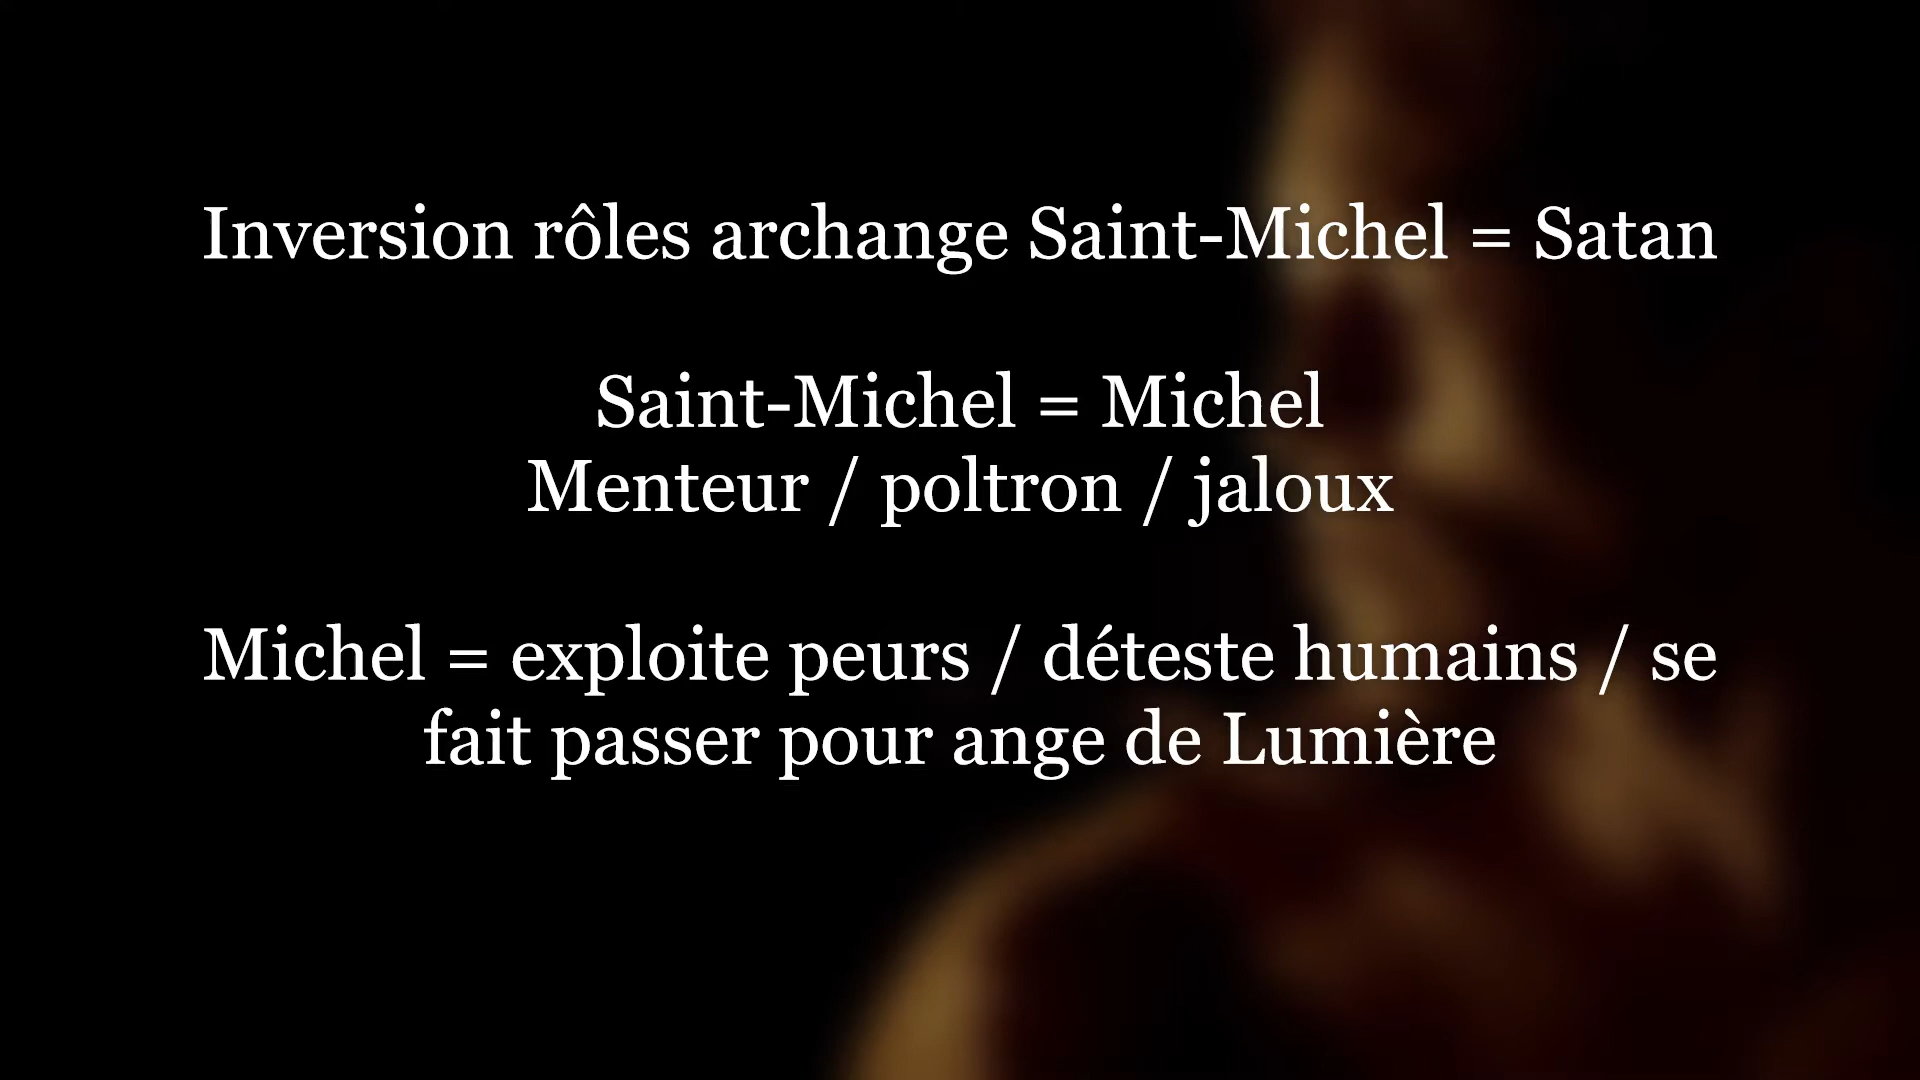 Inversion rôles archange Saint-Michel = Satan
Saint-Michel = Michel
Menteur / poltron / jaloux
Michel = exploite peurs / déteste humains / se
fait passer pour ange de Lumière